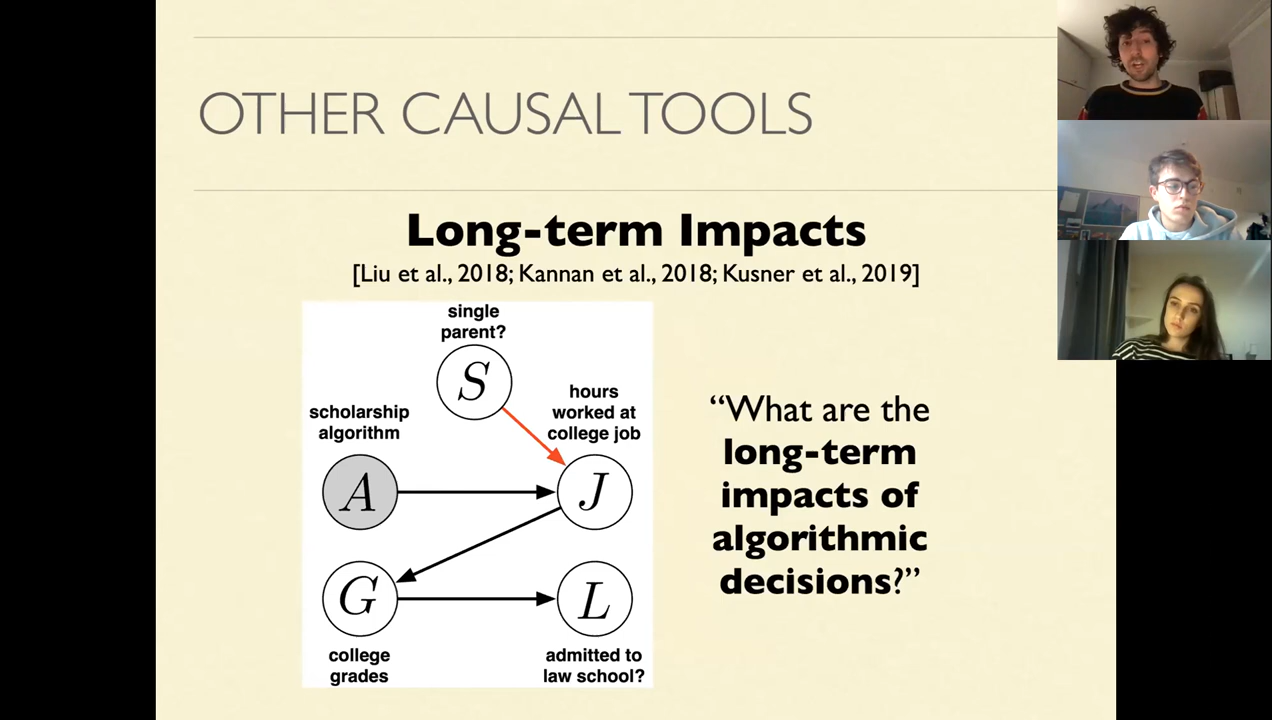 OTHER CAUSAL TOOLS
Long-term Impacts
[Liu et al., 2018; Kannan et al., 2018; Kusner et al., 2019]
single
parent?
S
hours
worked at
college job
scholarship
algorithm
A
J
G
L
college
grades
admitted to
law school?
“What are the
long-term
impacts of
algorithmic
decisions?”